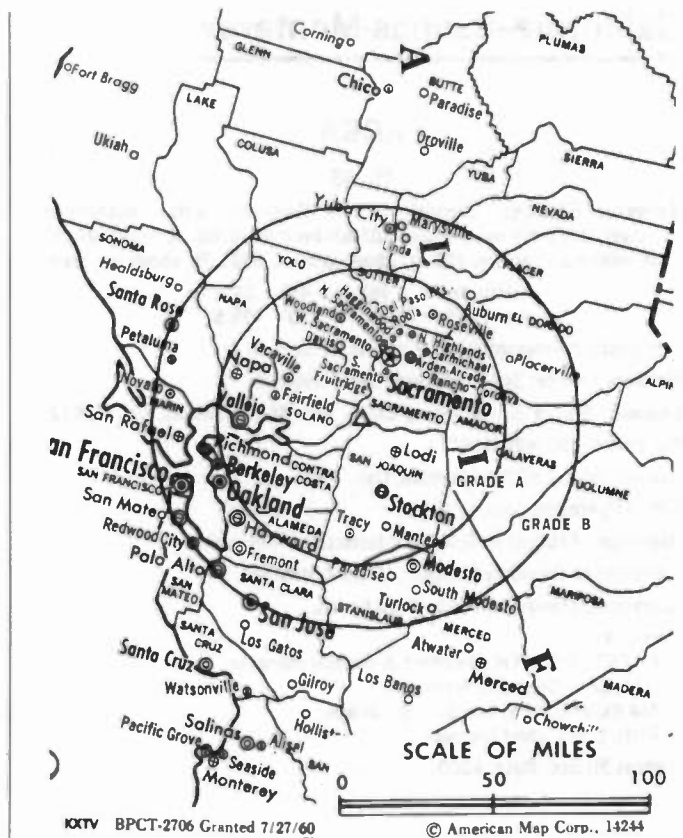 Corning
PLUMAS
GLENN
A
Fort Bragg
Chico
BUTTE
Paradise
LAKE
Oroville
Ukiah
COLUSA
YUBA
SIERRA
Yuba City
Marysville
NEVADA
Linda
L
SONOMA
YOLO
SUTTER
PLACER
Healdsburg
NAPA
Santa Rosa
Auburn
EL DORADO
Woodland
N. Sacramento
Roseville
Petaluma
W. Sacramento
N. Highlands
Davis
Carmichael
Placerville
Vacaville
Napa
S. Sacramento
Arden-Arcade
Rancho Cordova
Novato
MARIN
Fruitridge
Sacramento
ALPI
Fairfield
Vallejo
SOLANO
SACRAMENTO
AMADOR
San Rafael
Lodi
CALAVERAS
Richmond
CONTRA COSTA
SAN JOAQUIN
I
an Francisco
Berkeley
GRADE A
TUOLUMNE
SAN FRANCISCO
Oakland
Stockton
GRADE B
San Mateo
ALAMEDA
Hayward
Tracy
Manteca
Redwood City
Fremont
Modesto
Palo Alto
Paradise
SAN MATEO
SANTA CLARA
South Modesto
MARIPOSA
STANISLAUS
Turlock
San Jose
SANTA CRUZ
Los Gatos
MERCED
F
Atwater
Santa Cruz
Merced
Gilroy
Los Banos
MADERA
Watsonville
Hollist
Chowchill
Salinas
Alisal
SAN
Pacific Grove
Seaside
Monterey
SCALE OF MILES
0 50 100
KXTV BPCT-2706 Granted 7/27/60
© American Map Corp., 14244